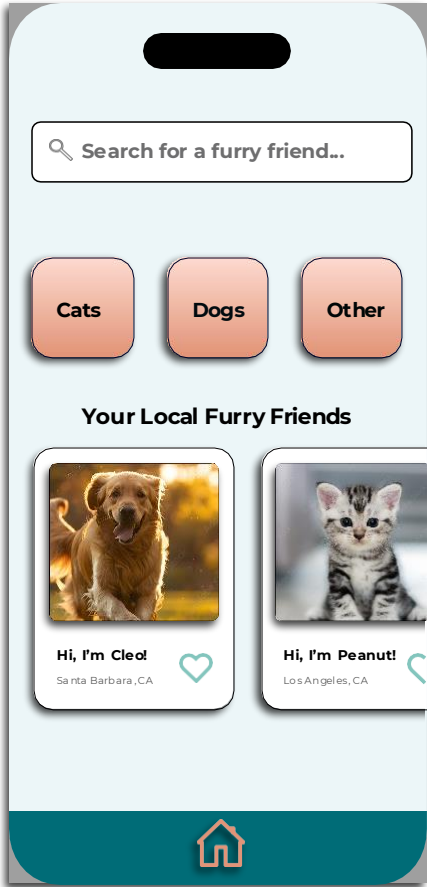 Search for a furry friend...
Cats
Dogs
Other
Your Local Furry Friends
Hi, I'm Cleo!
Santa Barbara, CA
Hi, I'm Peanut!
Los Angeles, CA